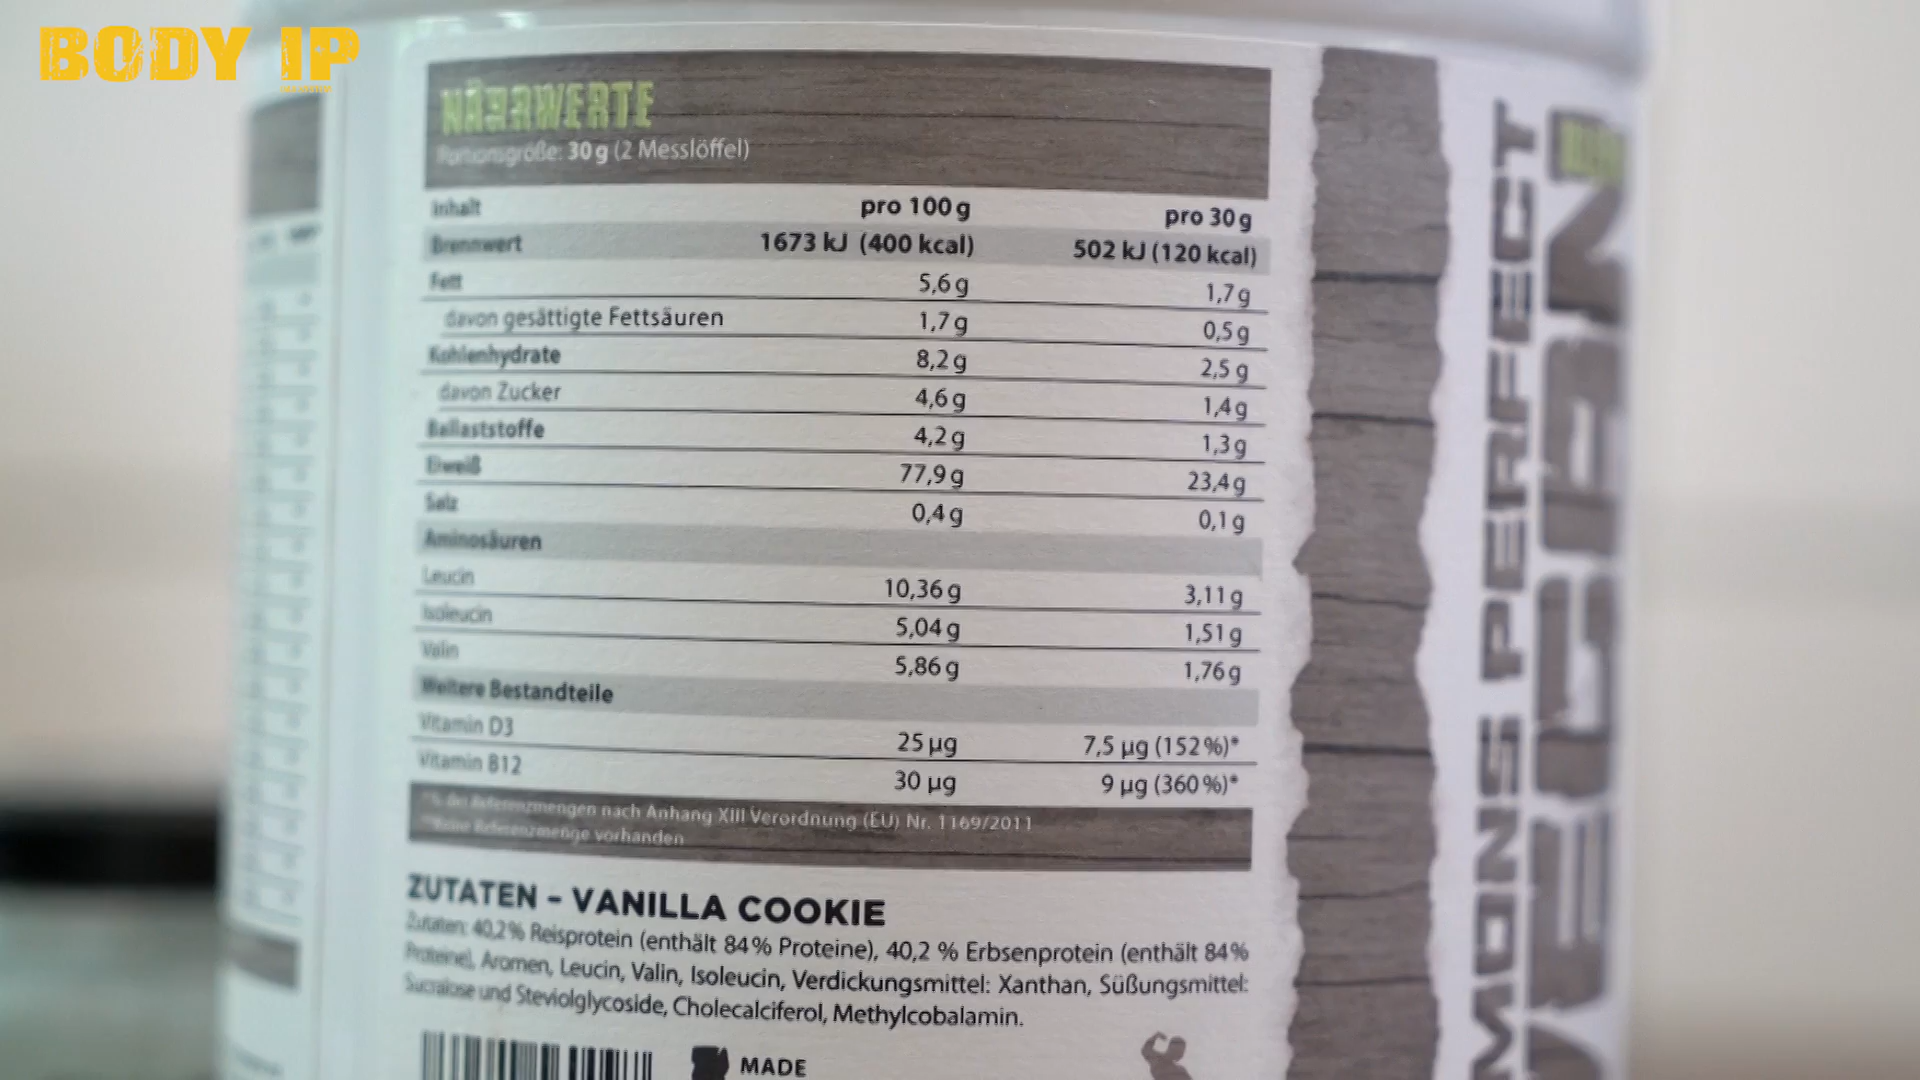 BODY IP
NÄHRWERTE
Portionsgröße: 30 g (2 Messlöffel)
Inhalt pro 100 g pro 30 g
Brennwert 1673 kJ (400 kcal) 502 kJ (120 kcal)
Fett 5,6 g 1,7 g
davon gesättigte Fettsäuren 1,7 g 0,5 g
Kohlenhydrate 8,2 g 2,5 g
davon Zucker 4,6 g 1,4 g
Ballaststoffe 4,2 g 1,3 g
Eiweiß 77,9 g 23,4 g
Salz 0,4 g 0,1 g
Aminosäuren
Leucin 10,36 g 3,11 g
Isoleucin 5,04 g 1,51 g
Valin 5,86 g 1,76 g
Weitere Bestandteile
Vitamin D3 25 µg 7,5 µg (152 %)*
Vitamin B12 30 µg 9 µg (360 %)*
*% der Referenzmengen nach Anhang XIII Verordnung (EU) Nr. 1169/2011
**keine Referenzmenge vorhanden
ZUTATEN – VANILLA COOKIE
Zutaten: 40,2 % Reisprotein (enthält 84 % Proteine), 40,2 % Erbsenprotein (enthält 84 %
Proteine), Aromen, Leucin, Valin, Isoleucin, Verdickungsmittel: Xanthan, Süßungsmittel:
Sucralose und Steviolglycoside, Cholecalciferol, Methylcobalamin.
MADE
MONS PERFECT
VEGAN